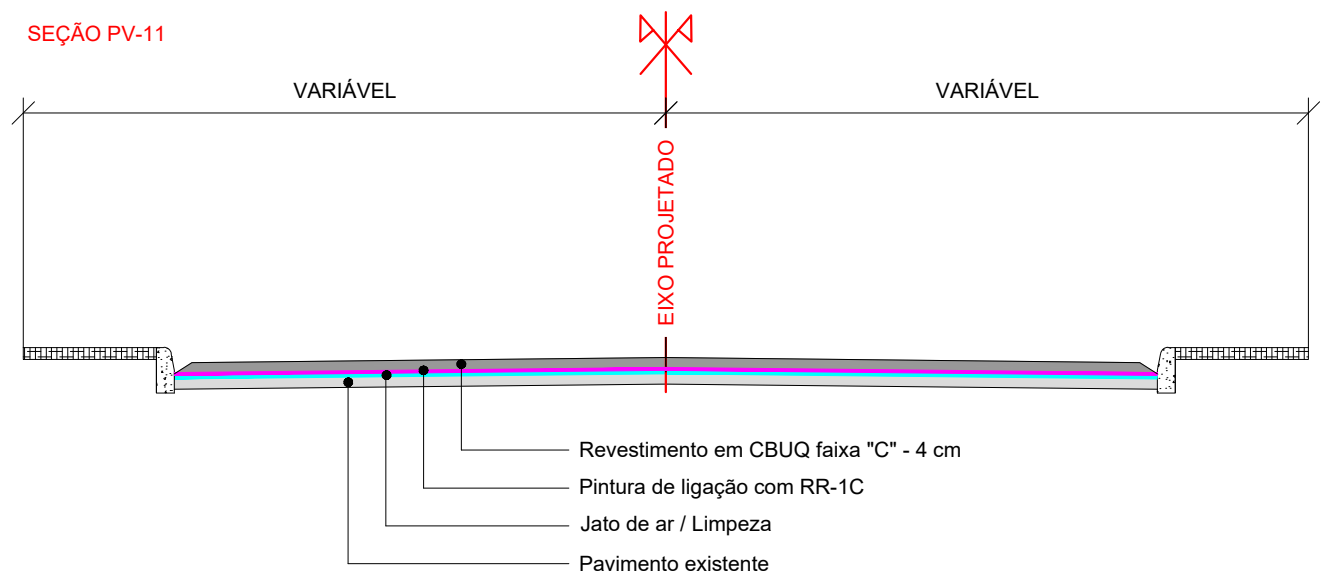 SEÇÃO PV-11
VARIÁVEL
VARIÁVEL
EIXO PROJETADO
Revestimento em CBUQ faixa "C" - 4 cm
Pintura de ligação com RR-1C
Jato de ar / Limpeza
Pavimento existente